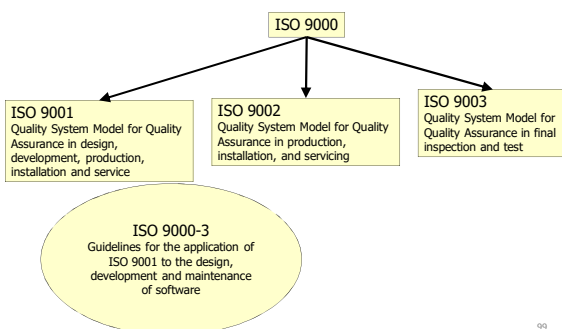 ISO 9000
ISO 9001
Quality System Model for Quality
Assurance in design,
development, production,
installation and service
ISO 9002
Quality System Model for Quality
Assurance in production,
installation, and servicing
ISO 9003
Quality System Model for
Quality Assurance in final
inspection and test
ISO 9000-3
Guidelines for the application of
ISO 9001 to the design,
development and maintenance
of software
99